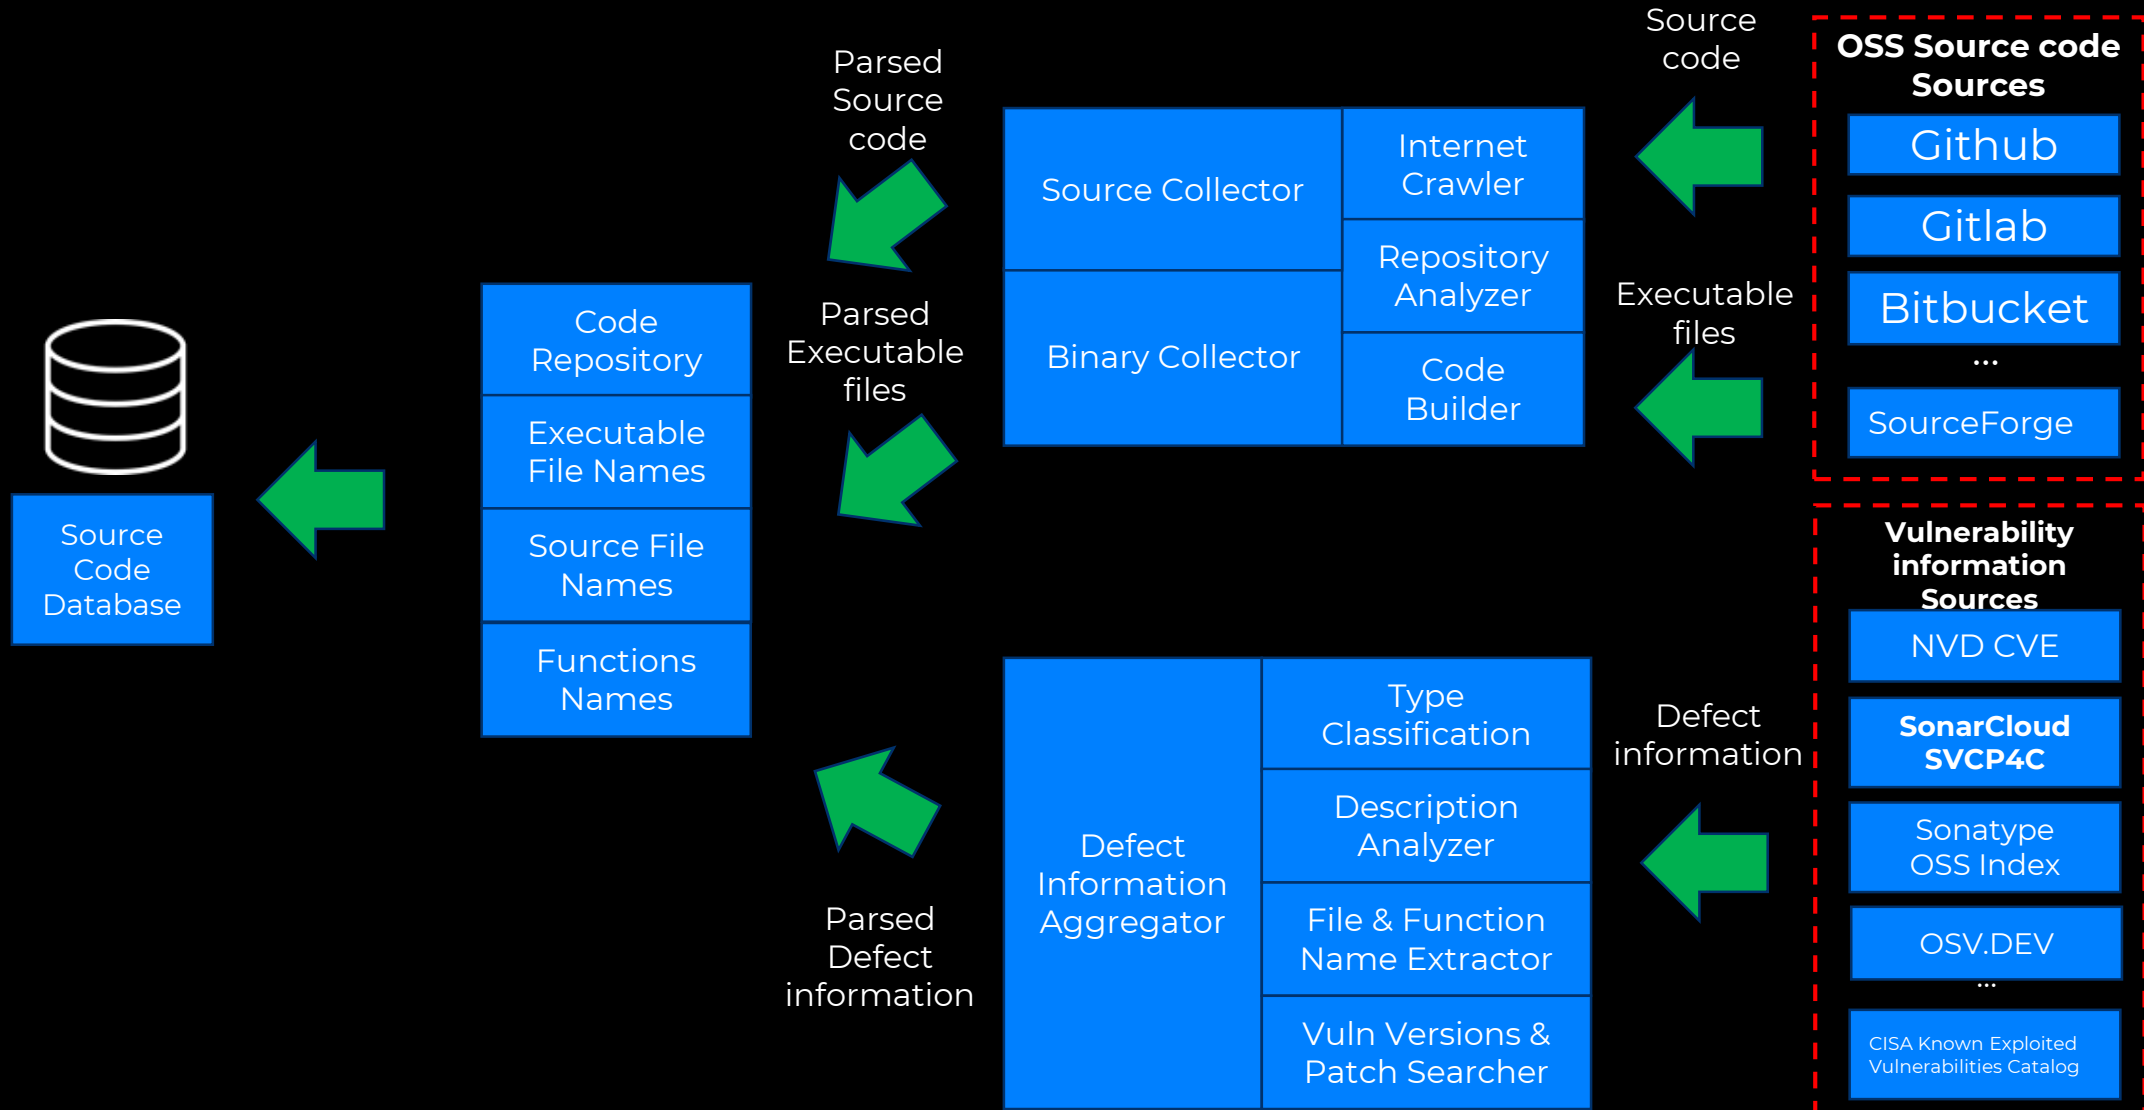 Source
code
OSS Source code
Sources
Github
Gitlab
Bitbucket
...
SourceForge
Executable
files
Parsed
Source
code
Source Collector
Binary Collector
Internet
Crawler
Repository
Analyzer
Code
Builder
Parsed
Executable
files
Code
Repository
Executable
File Names
Source File
Names
Functions
Names
Source
Code
Database
Vulnerability
information
Sources
NVD CVE
SonarCloud
SVCP4C
Sonatype
OSS Index
OSV.DEV
...
CISA Known Exploited
Vulnerabilities Catalog
Defect
information
Defect
Information
Aggregator
Type
Classification
Description
Analyzer
File & Function
Name Extractor
Vuln Versions &
Patch Searcher
Parsed
Defect
information